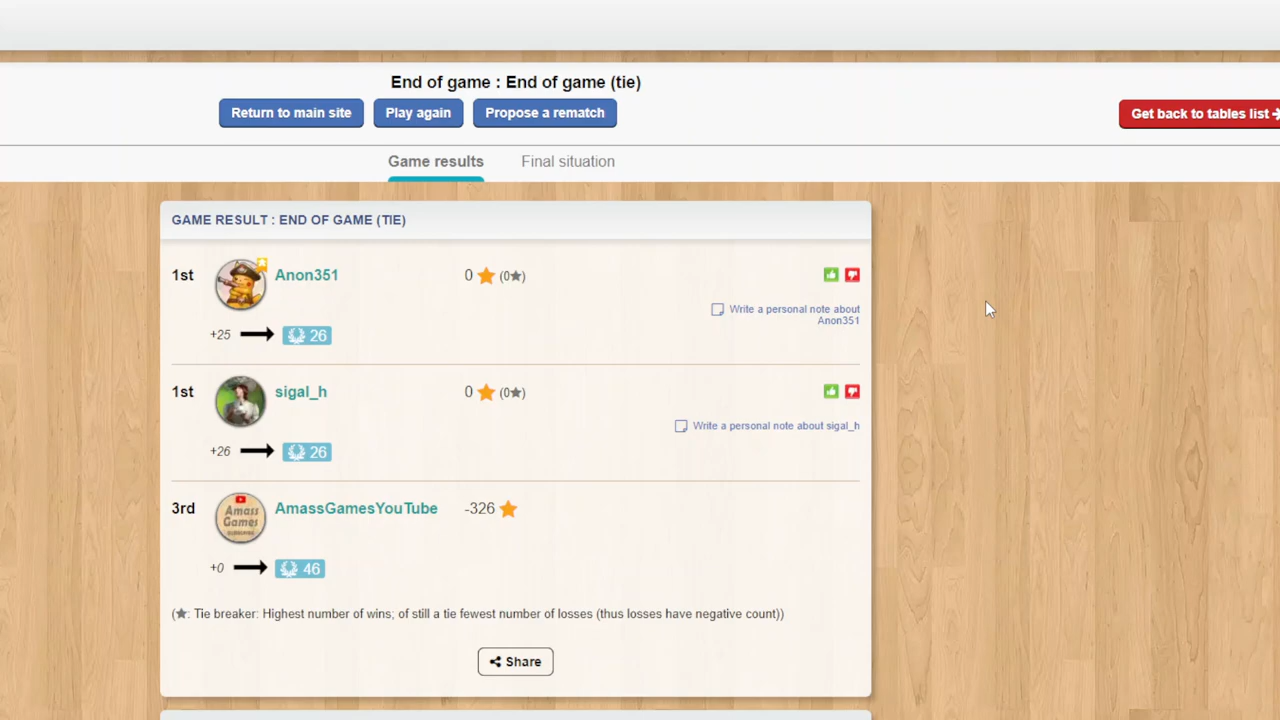 End of game : End of game (tie)
Return to main site Play again Propose a rematch
Get back to tables list
Game results Final situation
GAME RESULT : END OF GAME (TIE)
1st Anon351 0 (0★)
Write a personal note about
Anon351
+25 26
1st sigal_h 0 (0★)
Write a personal note about sigal_h
+26 26
3rd AmassGamesYouTube -326
Amass
Games
+0 46
(★: Tie breaker: Highest number of wins; of still a tie fewest number of losses (thus losses have negative count))
Share